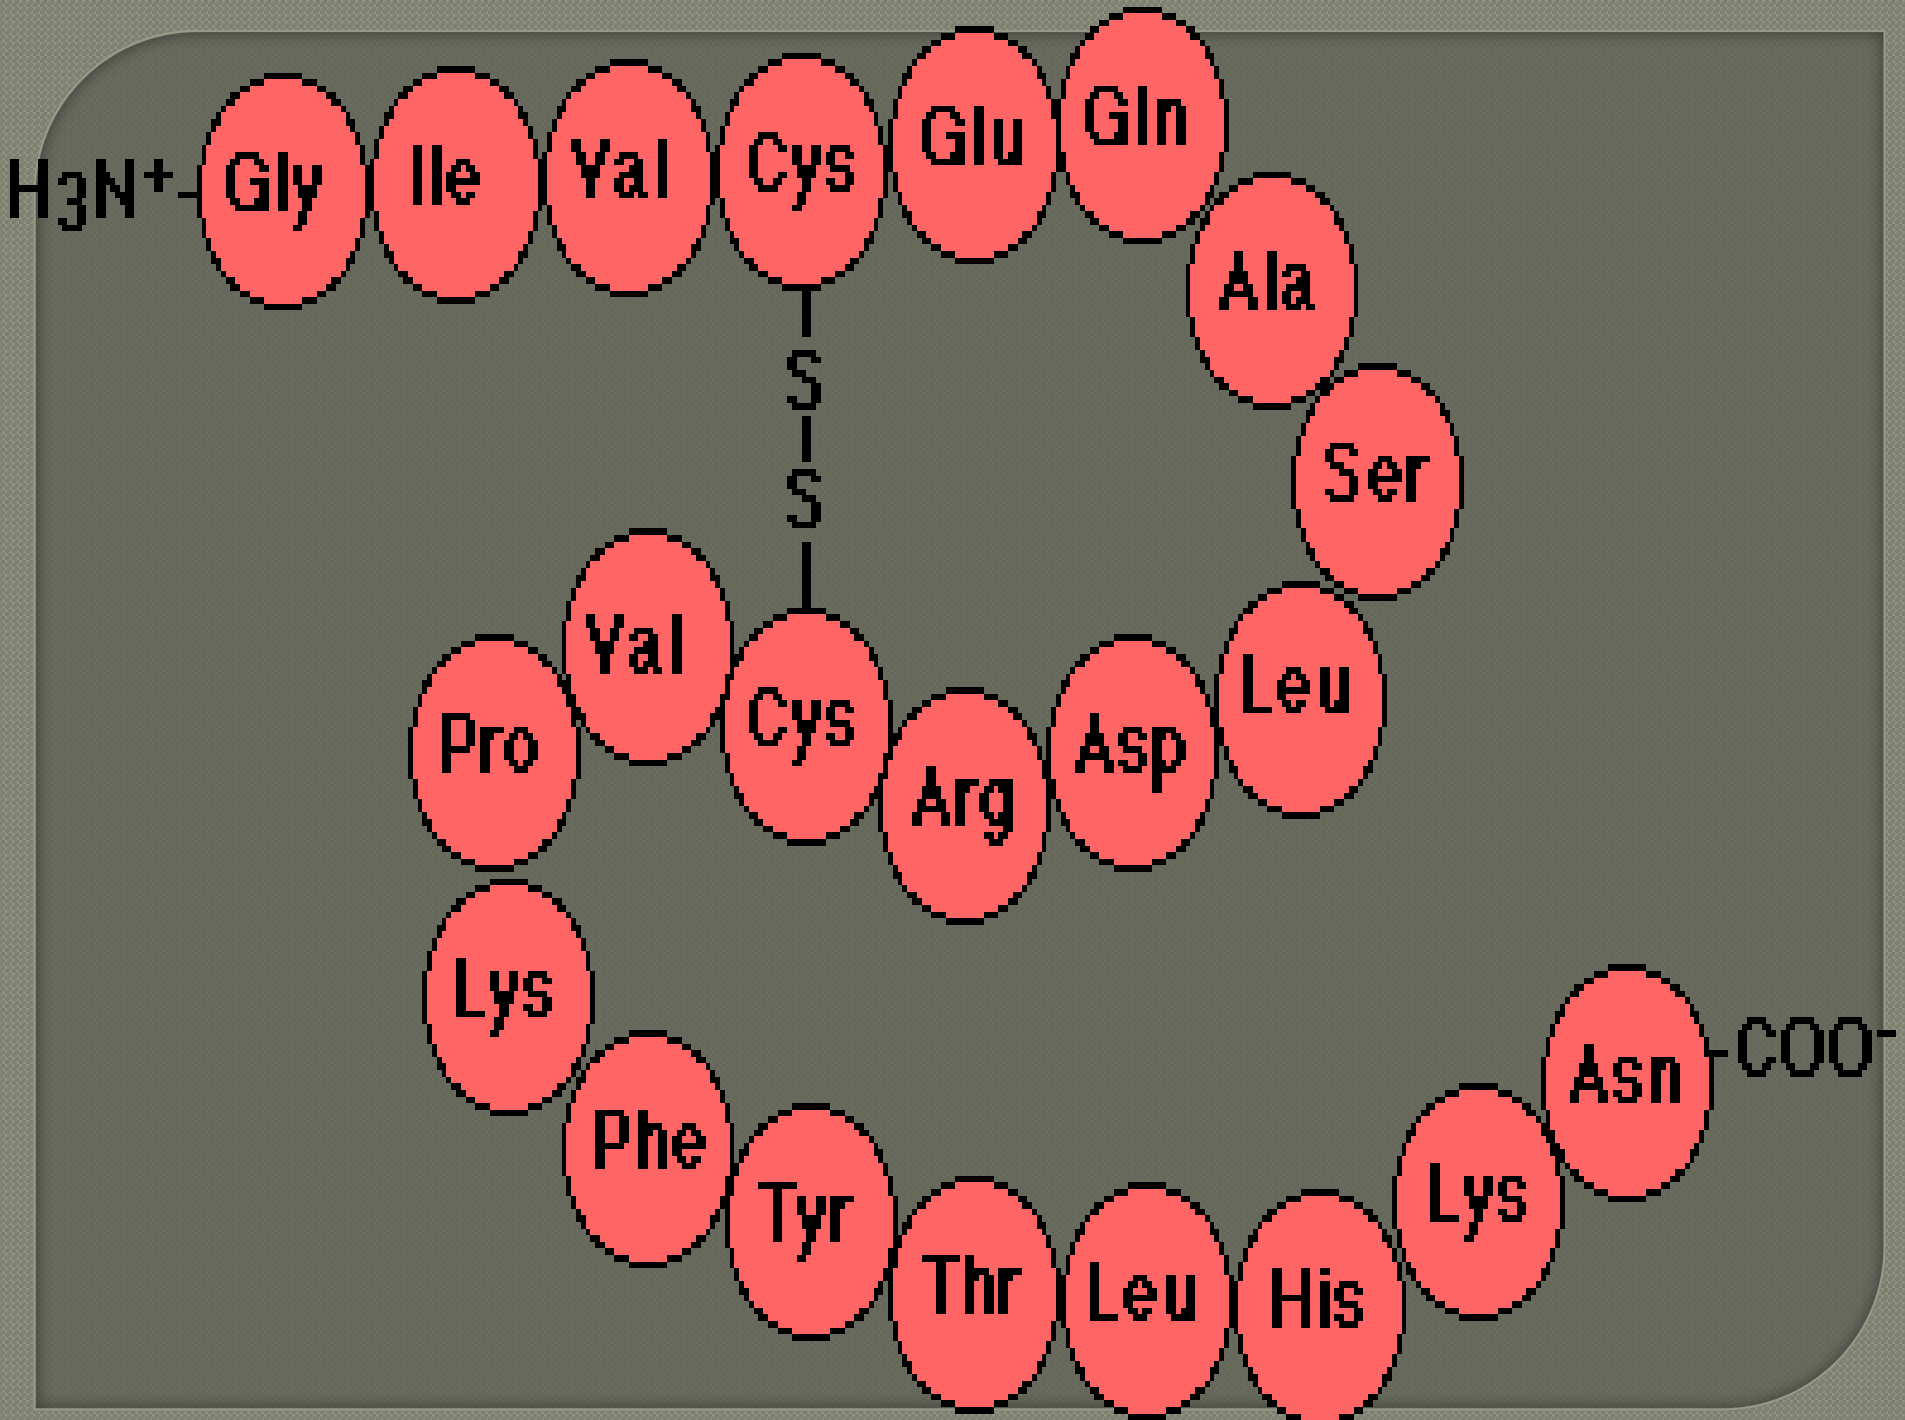 H3N+-Gly Ile Val Cys Glu Gln
Ala
Ser
Leu
Asp
Arg
Cys
Val
Pro
Lys
Phe
Tyr
Thr
Leu
His
Lys
Asn-COO-
S
S